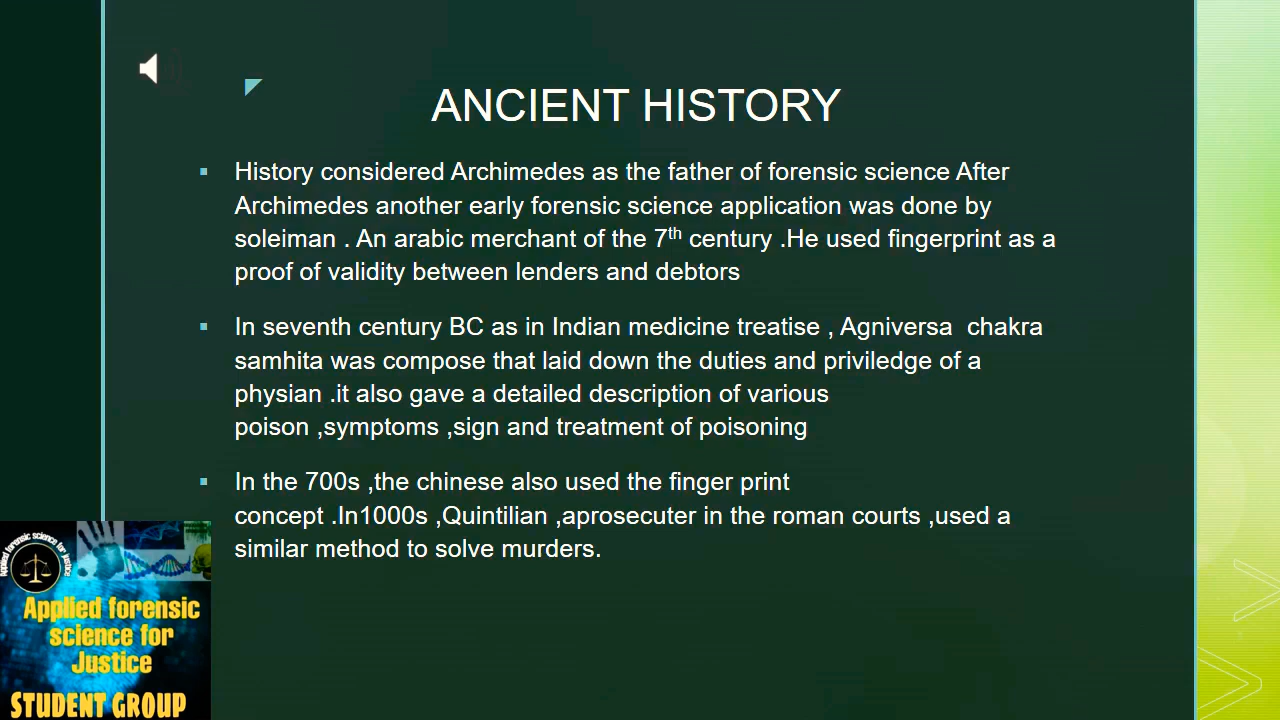 ANCIENT HISTORY
▪ History considered Archimedes as the father of forensic science After
Archimedes another early forensic science application was done by
soleiman . An arabic merchant of the 7th century .He used fingerprint as a
proof of validity between lenders and debtors
▪ In seventh century BC as in Indian medicine treatise , Agniversa chakra
samhita was compose that laid down the duties and priviledge of a
physian .it also gave a detailed description of various
poison ,symptoms ,sign and treatment of poisoning
▪ In the 700s ,the chinese also used the finger print
concept .In1000s ,Quintilian ,aprosecuter in the roman courts ,used a
similar method to solve murders.
Applied forensic science for justice
Applied forensic
science for
Justice
STUDENT GROUP